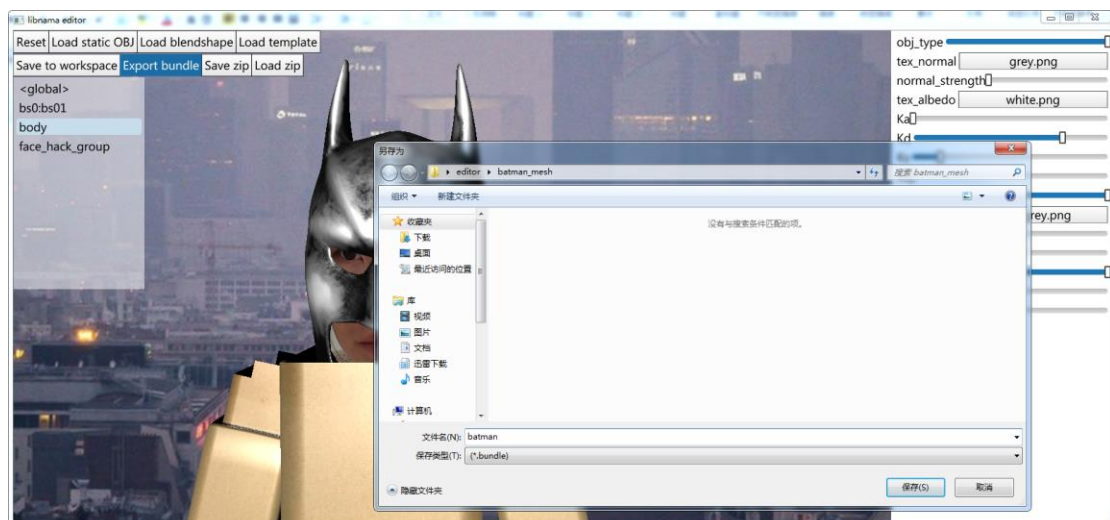 libnama editor
Reset Load static OBJ Load blendshape Load template
Save to workspace Export bundle Save zip Load zip
<global>
bs0:bs01
body
face_hack_group
obj_type
tex_normal grey.png
normal_strength
tex_albedo white.png
Ka
Kd
rey.png
另存为
editor batman_mesh
搜索 batman_mesh
组织 新建文件夹
收藏夹
下载
桌面
最近访问的位置
库
视频
图片
文档
迅雷下载
音乐
计算机
没有与搜索条件匹配的项。
文件名(N): batman
保存类型(T): (*.bundle)
隐藏文件夹
保存(S) 取消